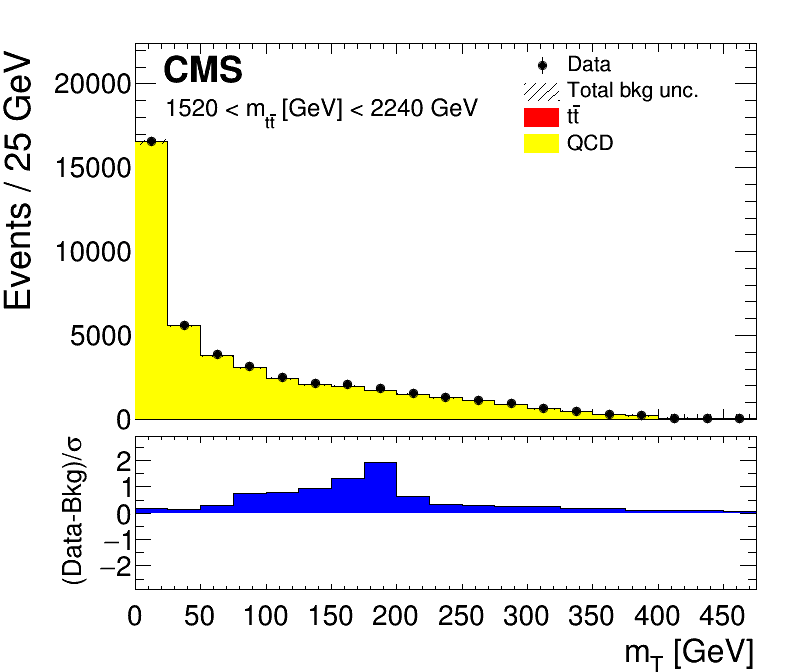 CMS
1520 < m_tt̄ [GeV] < 2240 GeV
Data
Total bkg unc.
tt̄
QCD
Events / 25 GeV
20000
15000
10000
5000
0
(Data-Bkg)/σ
2
1
0
−1
−2
0 50 100 150 200 250 300 350 400 450
m_T [GeV]